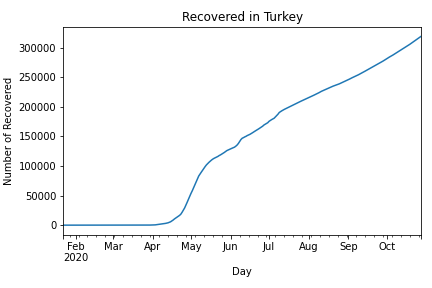 Recovered in Turkey
Number of Recovered
300000
250000
200000
150000
100000
50000
0
Feb Mar Apr May Jun Jul Aug Sep Oct
2020
Day